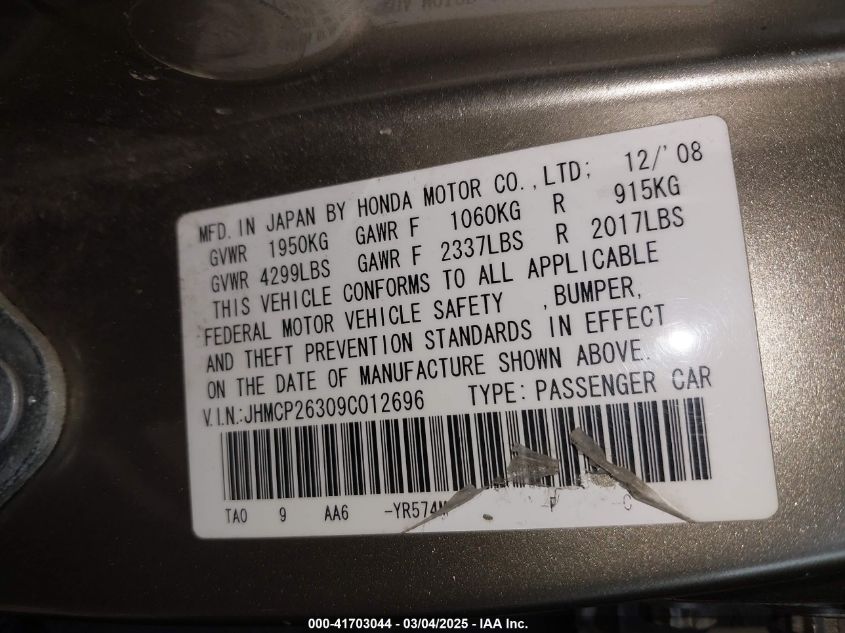 MFD. IN JAPAN BY HONDA MOTOR CO., LTD; 12/'08
GVWR 1950KG GAWR F 1060KG R 915KG
GVWR 4299LBS GAWR F 2337LBS R 2017LBS
THIS VEHICLE CONFORMS TO ALL APPLICABLE
FEDERAL MOTOR VEHICLE SAFETY ,BUMPER,
AND THEFT PREVENTION STANDARDS IN EFFECT
ON THE DATE OF MANUFACTURE SHOWN ABOVE.
V.I.N.:JHMCP26309C012696 TYPE: PASSENGER CAR
TA0 9 AA6 -YR574M P C
000-41703044 - 03/04/2025 - IAA Inc.